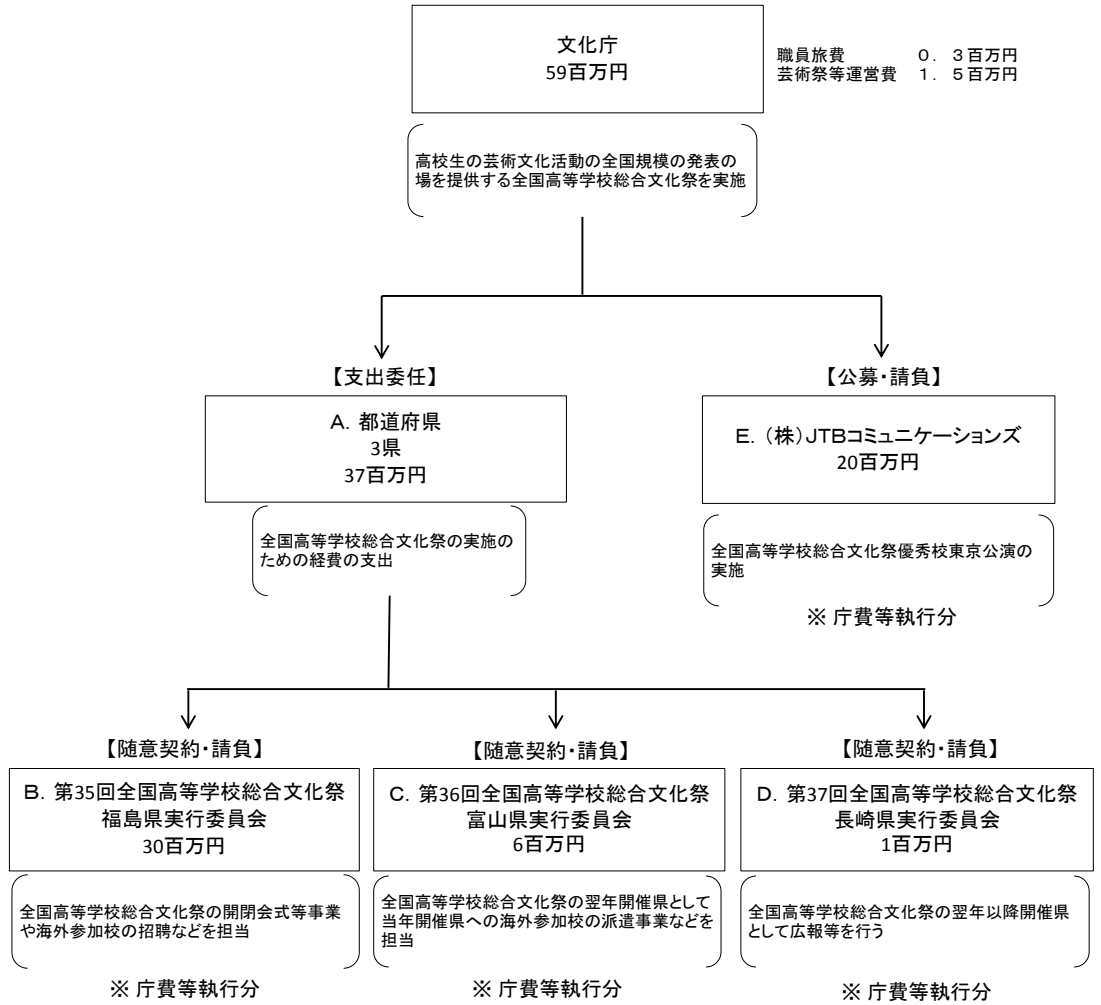 文化庁
59百万円
職員旅費　　　０．３百万円
芸術祭等運営費　１．５百万円
高校生の芸術文化活動の全国規模の発表の
場を提供する全国高等学校総合文化祭を実施
【支出委任】
A．都道府県
3県
37百万円
全国高等学校総合文化祭の実施の
ための経費の支出
【公募・請負】
E．（株）JTBコミュニケーションズ
20百万円
全国高等学校総合文化祭優秀校東京公演の
実施
※ 庁費等執行分
【随意契約・請負】
B．第35回全国高等学校総合文化祭
福島県実行委員会
30百万円
全国高等学校総合文化祭の開閉会式等事業
や海外参加校の招聘などを担当
※ 庁費等執行分
【随意契約・請負】
C．第36回全国高等学校総合文化祭
富山県実行委員会
6百万円
全国高等学校総合文化祭の翌年開催県として
当年開催県への海外参加校の派遣事業などを
担当
※ 庁費等執行分
【随意契約・請負】
D．第37回全国高等学校総合文化祭
長崎県実行委員会
1百万円
全国高等学校総合文化祭の翌年以降開催県
として広報等を行う
※ 庁費等執行分